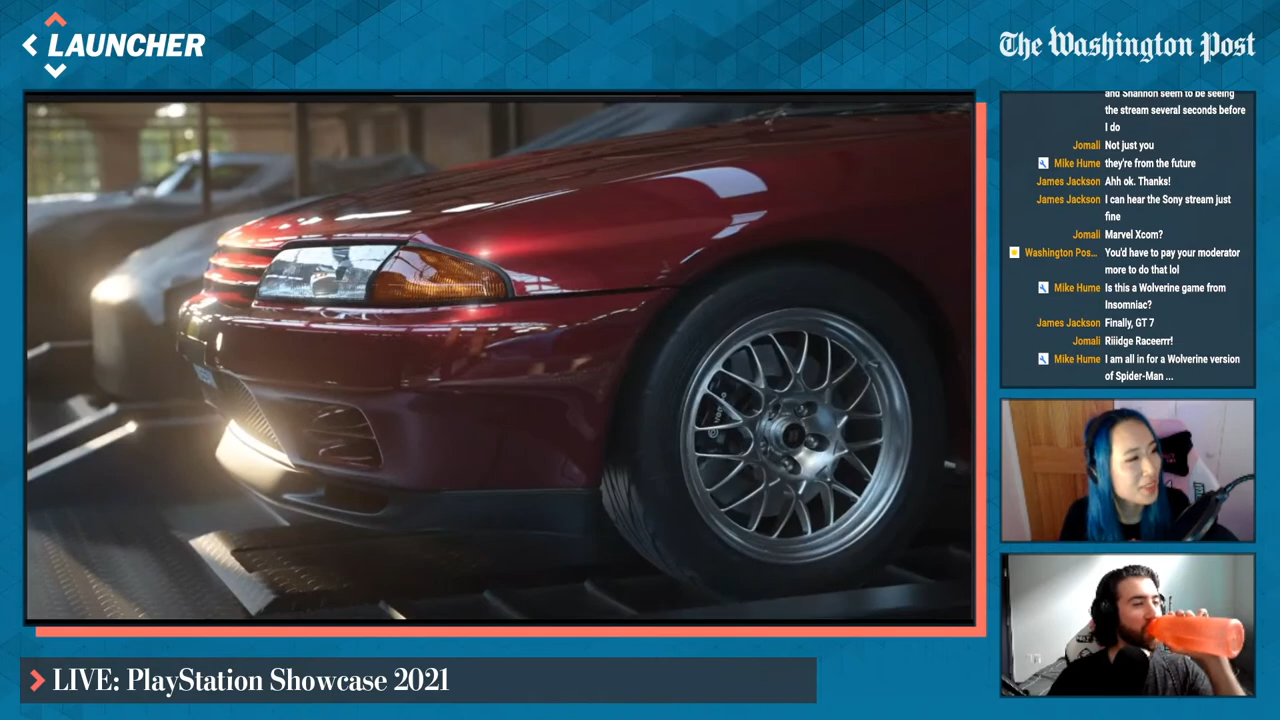 LAUNCHER
The Washington Post
and Shannon seem to be seeing
the stream several seconds before
I do
Jomali Not just you
Mike Hume they're from the future
James Jackson Ahh ok. Thanks!
James Jackson I can hear the Sony stream just
fine
Jomali Marvel Xcom?
Washington Pos... You'd have to pay your moderator
more to do that lol
Mike Hume Is this a Wolverine game from
Insomniac?
James Jackson Finally, GT 7
Jomali Riiidge Racerrr!
Mike Hume I am all in for a Wolverine version
of Spider-Man ...
LIVE: PlayStation Showcase 2021